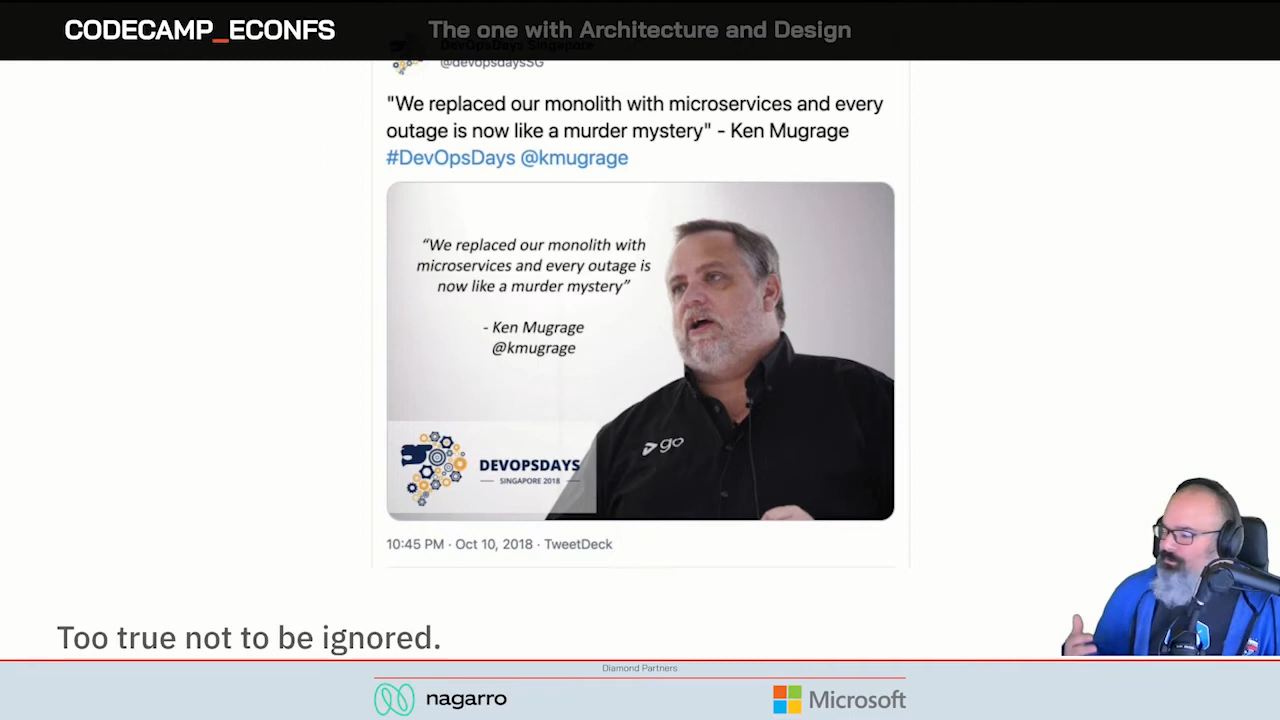 CODECAMP_ECONFS
The one with Architecture and Design
DevOpsDays Singapore
@devopsdaysSG
"We replaced our monolith with microservices and every
outage is now like a murder mystery" - Ken Mugrage
#DevOpsDays @kmugrage
“We replaced our monolith with
microservices and every outage is
now like a murder mystery”
- Ken Mugrage
@kmugrage
go
DEVOPSDAYS
SINGAPORE 2018
10:45 PM · Oct 10, 2018 · TweetDeck
Too true not to be ignored.
Diamond Partners
nagarro
Microsoft